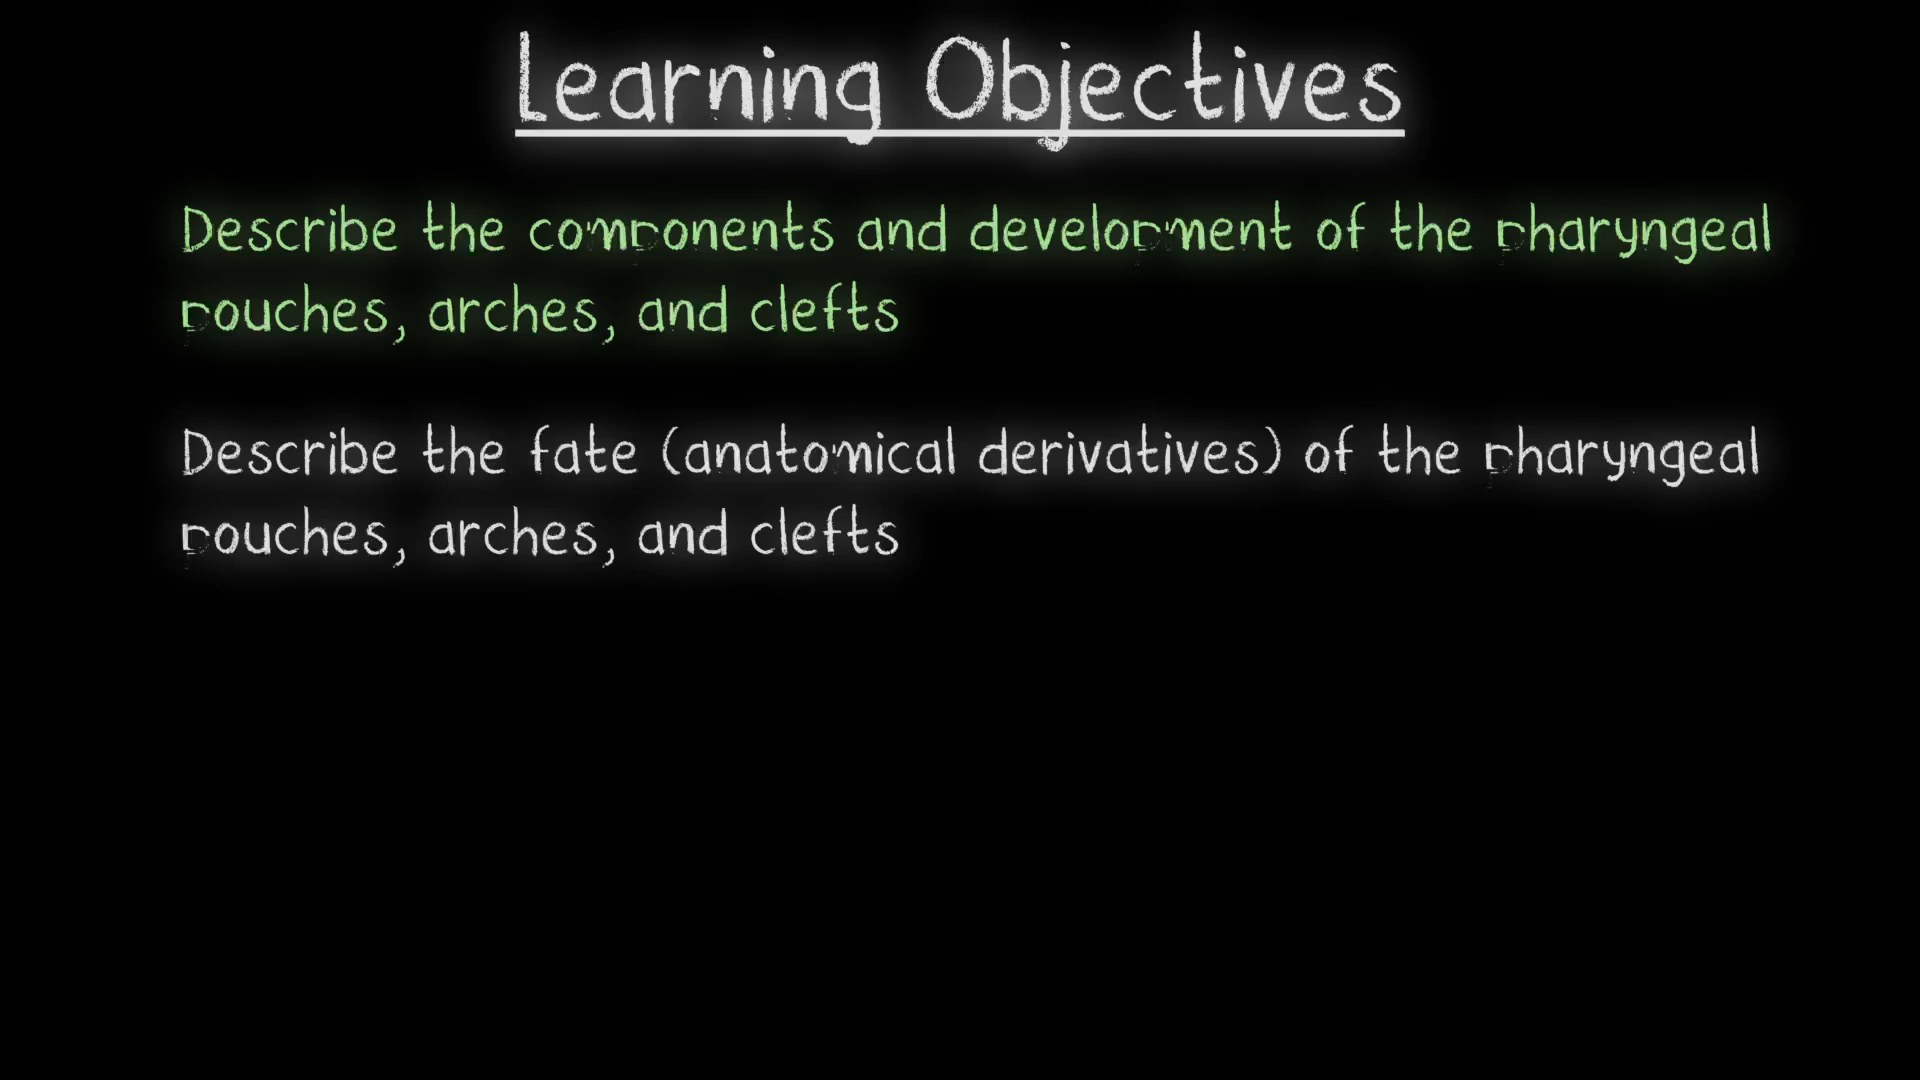 Learning Objectives
Describe the components and development of the pharyngeal
pouches, arches, and clefts
Describe the fate (anatomical derivatives) of the pharyngeal
pouches, arches, and clefts